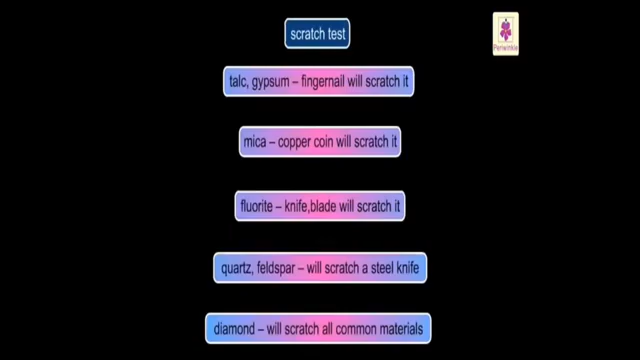 scratch test
Periwinkle
talc, gypsum – fingernail will scratch it
mica – copper coin will scratch it
fluorite – knife,blade will scratch it
quartz, feldspar – will scratch a steel knife
diamond – will scratch all common materials